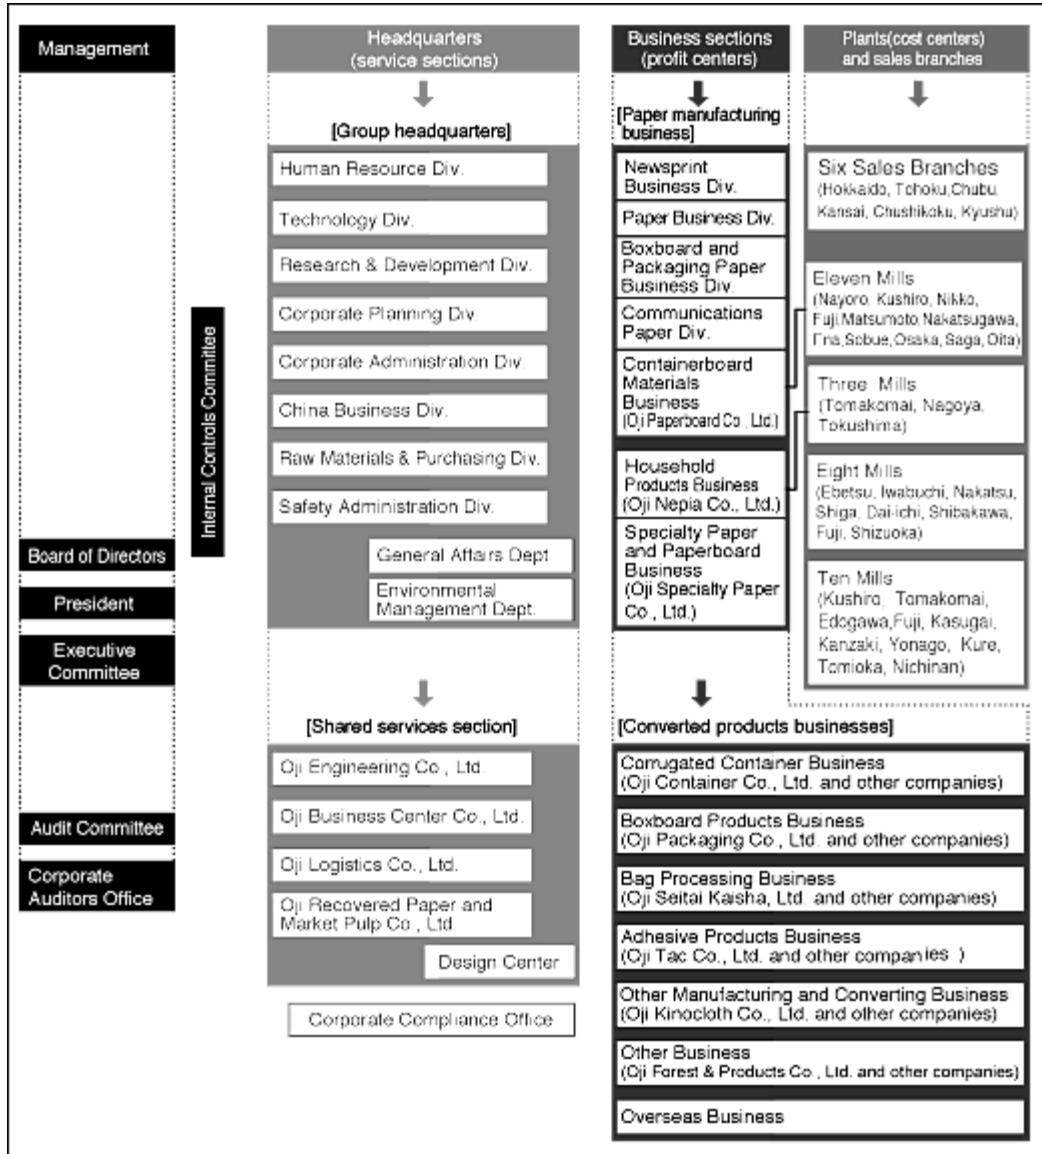 Management
Internal Controls Committee
Board of Directors
President
Executive
Committee
Audit Committee
Corporate
Auditors Office
Headquarters
(service sections)
[Group headquarters]
Human Resource Div.
Technology Div.
Research & Development Div.
Corporate Planning Div
Corporate Administration Div.
China Business Div.
Raw Materials & Purchasing Div.
Safety Administration Div.
General Affairs Dept
Environmental
Management Dept.
[Shared services section]
Oji Engineering Co., Ltd.
Oji Business Center Co., Ltd.
Oji Logistics Co., Ltd.
Oji Recovered Paper and
Market Pulp Co., Ltd
Design Center
Corporate Compliance Office
Business sections
(profit centers)
[Paper manufacturing
business]
Newsprint
Business Div.
Paper Business Div.
Boxboard and
Packaging Paper
Business Div.
Communications
Paper Div.
Containerboard
Materials
Business
(Oji Paperboard Co., Ltd.)
Household
Products Business
(Oji Nepia Co., Ltd.)
Specialty Paper
and Paperboard
Business
(Oji Specialty Paper
Co., Ltd.)
Plants(cost centers)
and sales branches
Six Sales Branches
(Hokkaido, Tohoku,Chubu,
Kansai, Chushikoku, Kyushu)
Eleven Mills
(Nayoro, Kushiro, Nikko,
Fuji,Matsumoto,Nakatsugawa,
Ena,Sobue,Osaka,Saga,Oita)
Three Mills
(Tomakomai, Nagoya,
Tokushima)
Eight Mills
(Ebetsu, Iwabuchi, Nakatsu,
Shiga, Dai-ichi, Shibakawa,
Fuji, Shizuoka)
Ten Mills
(Kushiro, Tomakomai,
Edogawa,Fuji, Kasugai,
Kanzaki, Yonago, Kure,
Tomioka, Nichinan)
[Converted products businesses]
Corrugated Container Business
(Oji Container Co., Ltd. and other companies)
Boxboard Products Business
(Oji Packaging Co., Ltd. and other companies)
Bag Processing Business
(Oji Seitai Kaisha, Ltd. and other companies)
Adhesive Products Business
(Oji Tac Co., Ltd. and other companies )
Other Manufacturing and Converting Business
(Oji Kinocloth Co., Ltd. and other companies)
Other Business
(Oji Forest & Products Co., Ltd. and other companies)
Overseas Business